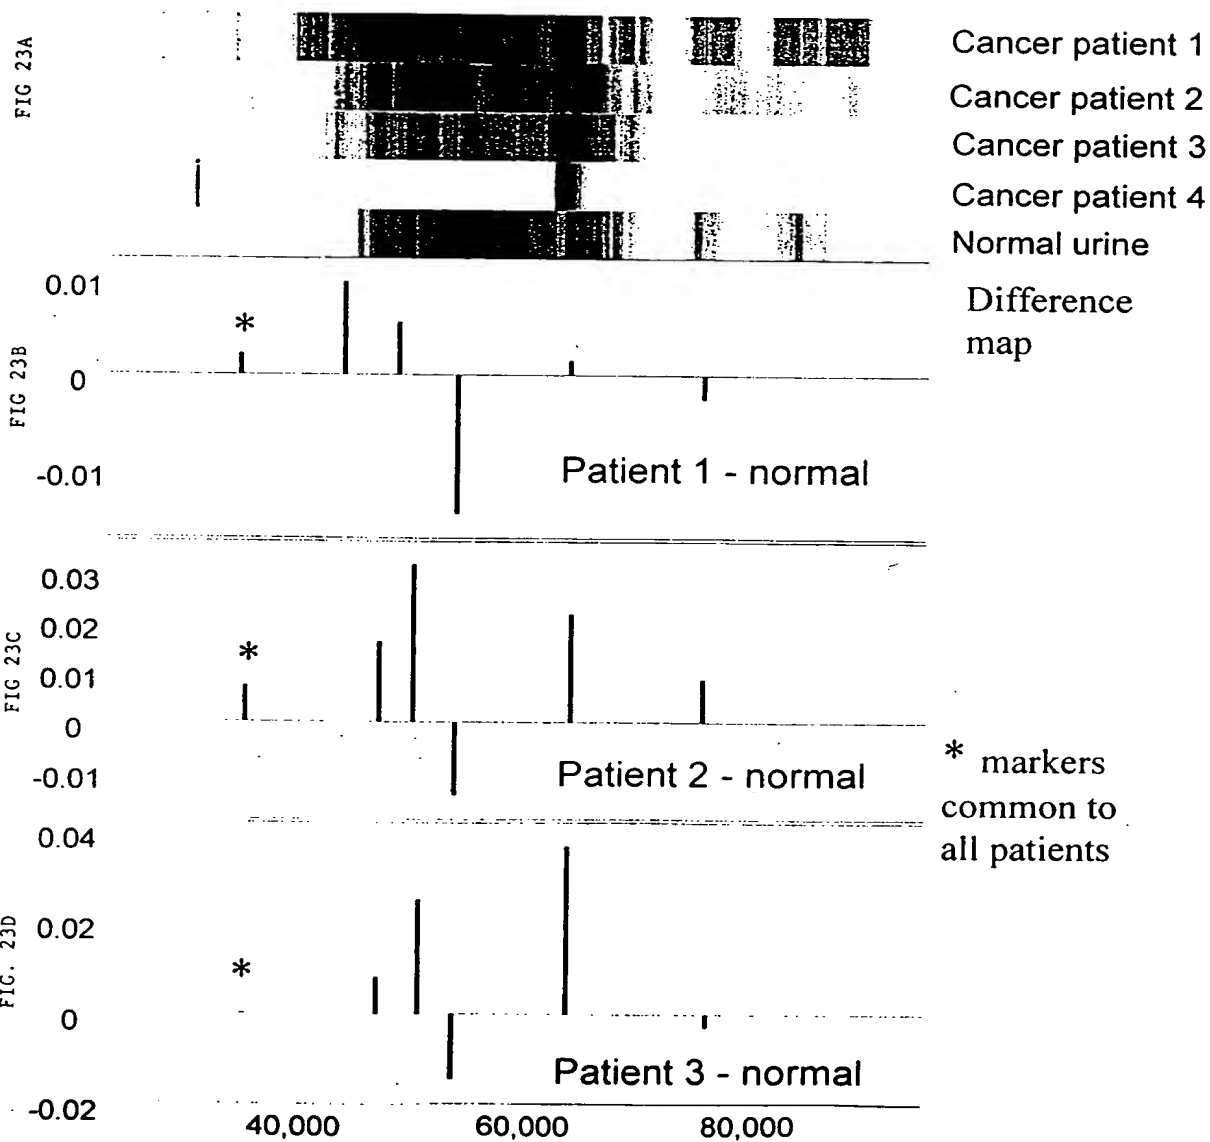 FIG 23A
Cancer patient 1
Cancer patient 2
Cancer patient 3
Cancer patient 4
Normal urine
Difference
map
FIG 23B
0.01
0
-0.01
*
Patient 1 - normal
FIG 23C
0.03
0.02
0.01
0
-0.01
*
Patient 2 - normal
* markers
common to
all patients
FIG. 23D
0.04
0.02
0
-0.02
*
Patient 3 - normal
40,000
60,000
80,000